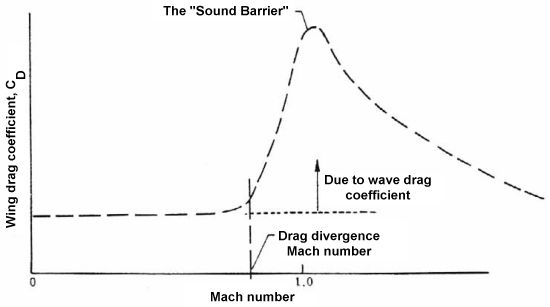 The "Sound Barrier"
Wing drag coefficient, CD
Due to wave drag
coefficient
Drag divergence
Mach number
0
1.0
Mach number